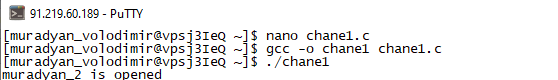 91.219.60.189 - PuTTY
[muradyan_volodimir@vpsj3IeQ ~]$ nano chane1.c
[muradyan_volodimir@vpsj3IeQ ~]$ gcc -o chane1 chane1.c
[muradyan_volodimir@vpsj3IeQ ~]$ ./chane1
muradyan_2 is opened